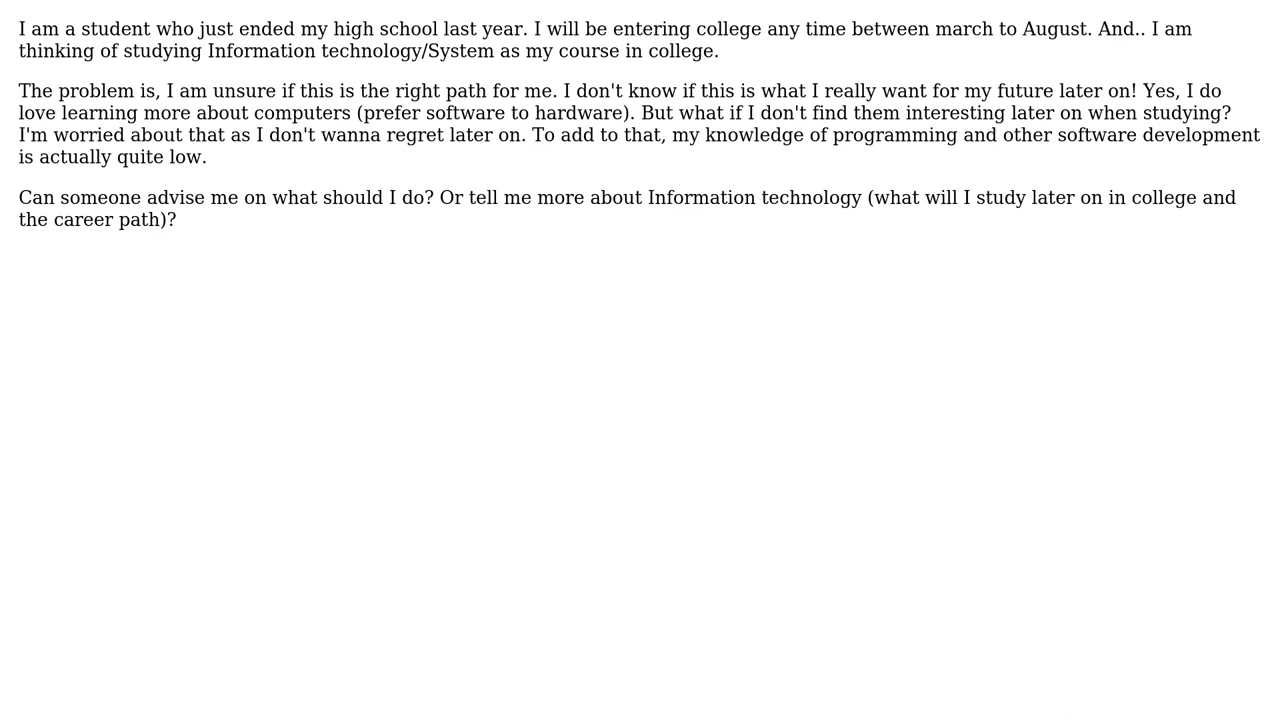 I am a student who just ended my high school last year. I will be entering college any time between march to August. And.. I am
thinking of studying Information technology/System as my course in college.
The problem is, I am unsure if this is the right path for me. I don't know if this is what I really want for my future later on! Yes, I do
love learning more about computers (prefer software to hardware). But what if I don't find them interesting later on when studying?
I'm worried about that as I don't wanna regret later on. To add to that, my knowledge of programming and other software development
is actually quite low.
Can someone advise me on what should I do? Or tell me more about Information technology (what will I study later on in college and
the career path)?